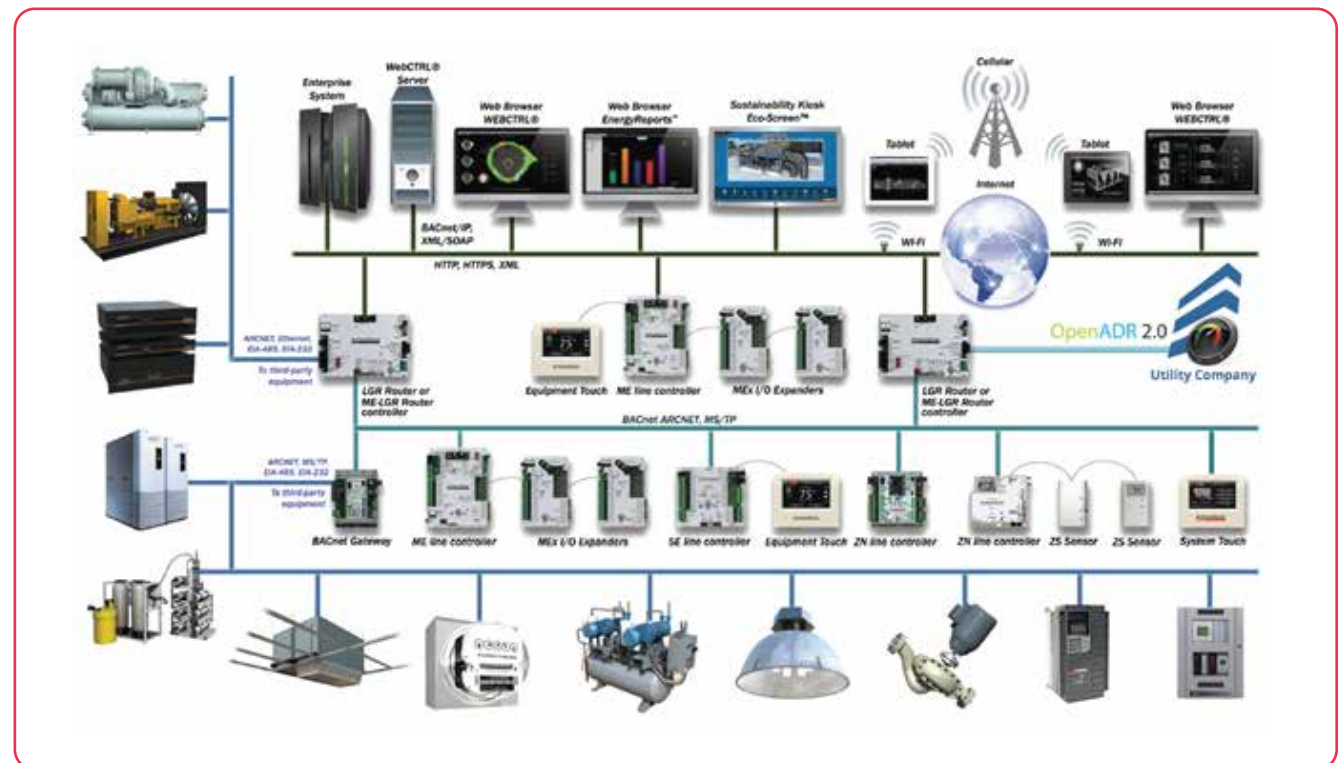 Enterprise
System
WebCTRL®
Server
Web Browser
WEBCTRL®
Web Browser
EnergyReports™
Sustainability Kiosk
Eco-Screen™
Tablet
Cellular
Internet
Tablet
Web Browser
WEBCTRL®
BACnet/IP,
XML/SOAP
HTTP, HTTPS, XML
WI-FI
WI-FI
ARCNET, Ethernet,
EIA-485, EIA-232
To third-party
equipment
LGR Router or
ME-LGR Router
controller
75
Equipment Touch
ME line controller
MEx I/O Expanders
LGR Router or
ME-LGR Router
controller
OpenADR 2.0
Utility Company
BACnet ARCNET, MS/TP
ARCNET, MS/TP,
EIA-485, EIA-232
To third-party
equipment
BACnet Gateway
ME line controller
MEx I/O Expanders
SE line controller
75
Equipment Touch
ZN line controller
ZN line controller
ZS Sensor
ZS Sensor
System Touch